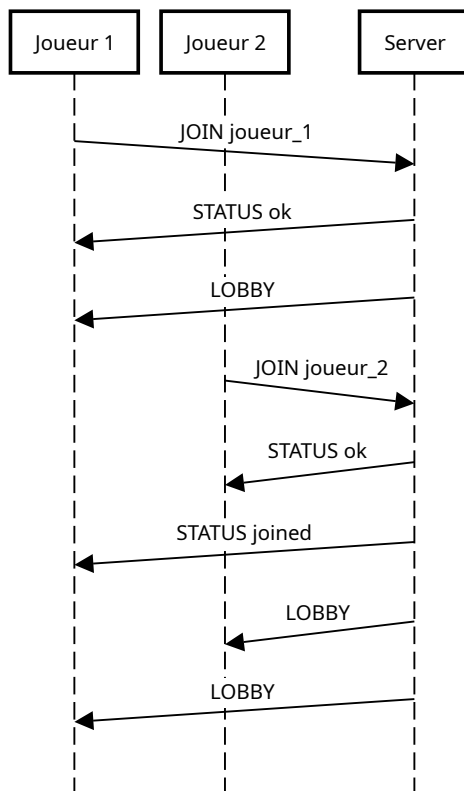 Joueur 1
Joueur 2
Server
JOIN joueur_1
STATUS ok
LOBBY
JOIN joueur_2
STATUS ok
STATUS joined
LOBBY
LOBBY